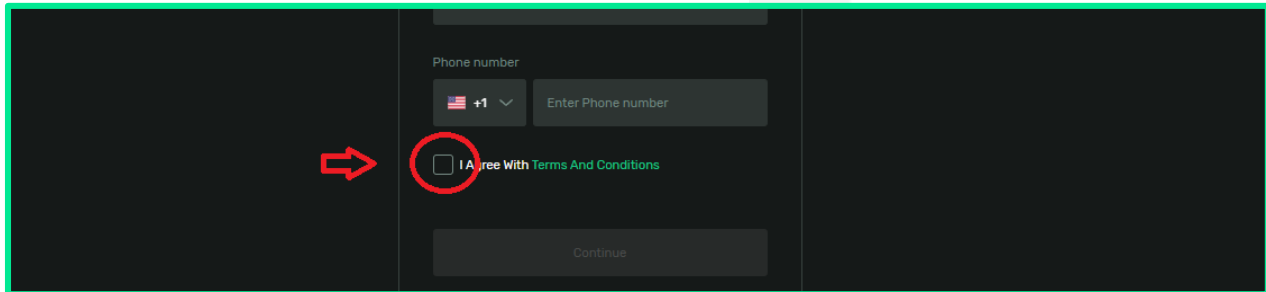 Phone number
+1 Enter Phone number
I Agree With Terms And Conditions
Continue